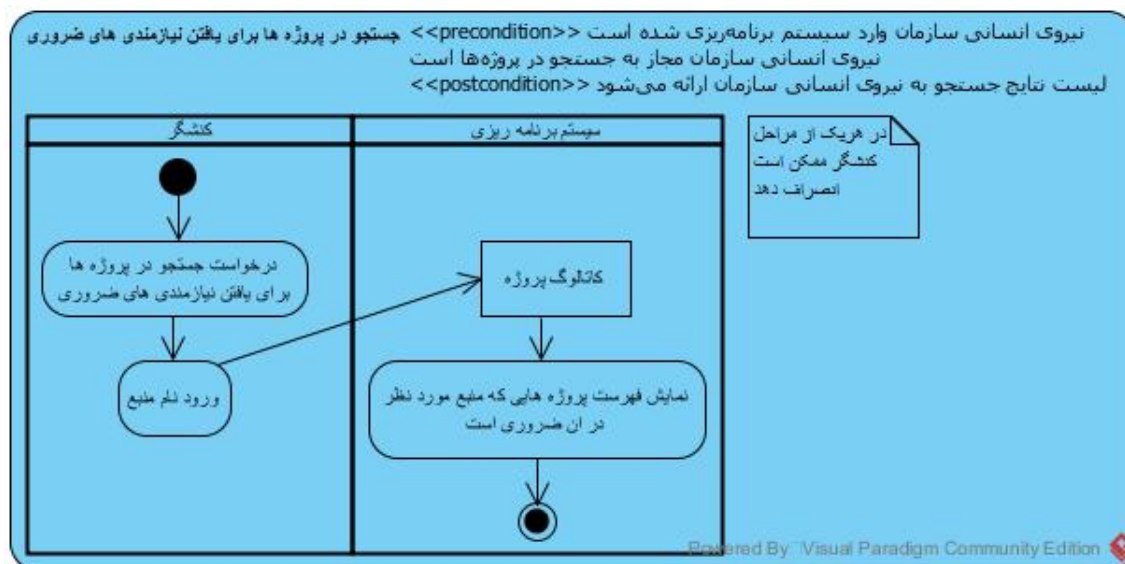 جستجو در پروژه ها برای یافتن نیازمندی های ضروری
<<precondition>> نیروی انسانی سازمان وارد سیستم برنامه‌ریزی شده است
نیروی انسانی سازمان مجاز به جستجو در پروژه‌ها است
<<postcondition>> لیست نتایج جستجو به نیروی انسانی سازمان ارائه می‌شود
کنشگر
سیستم برنامه ریزی
در هریک از مراحل
کنشگر ممکن است
انصراف دهد
درخواست جستجو در پروژه ها
برای یافتن نیازمندی های ضروری
کاتالوگ پروژه
ورود نام منبع
نمایش فهرست پروژه هایی که منبع مورد نظر
در ان ضروری است
Powered By Visual Paradigm Community Edition